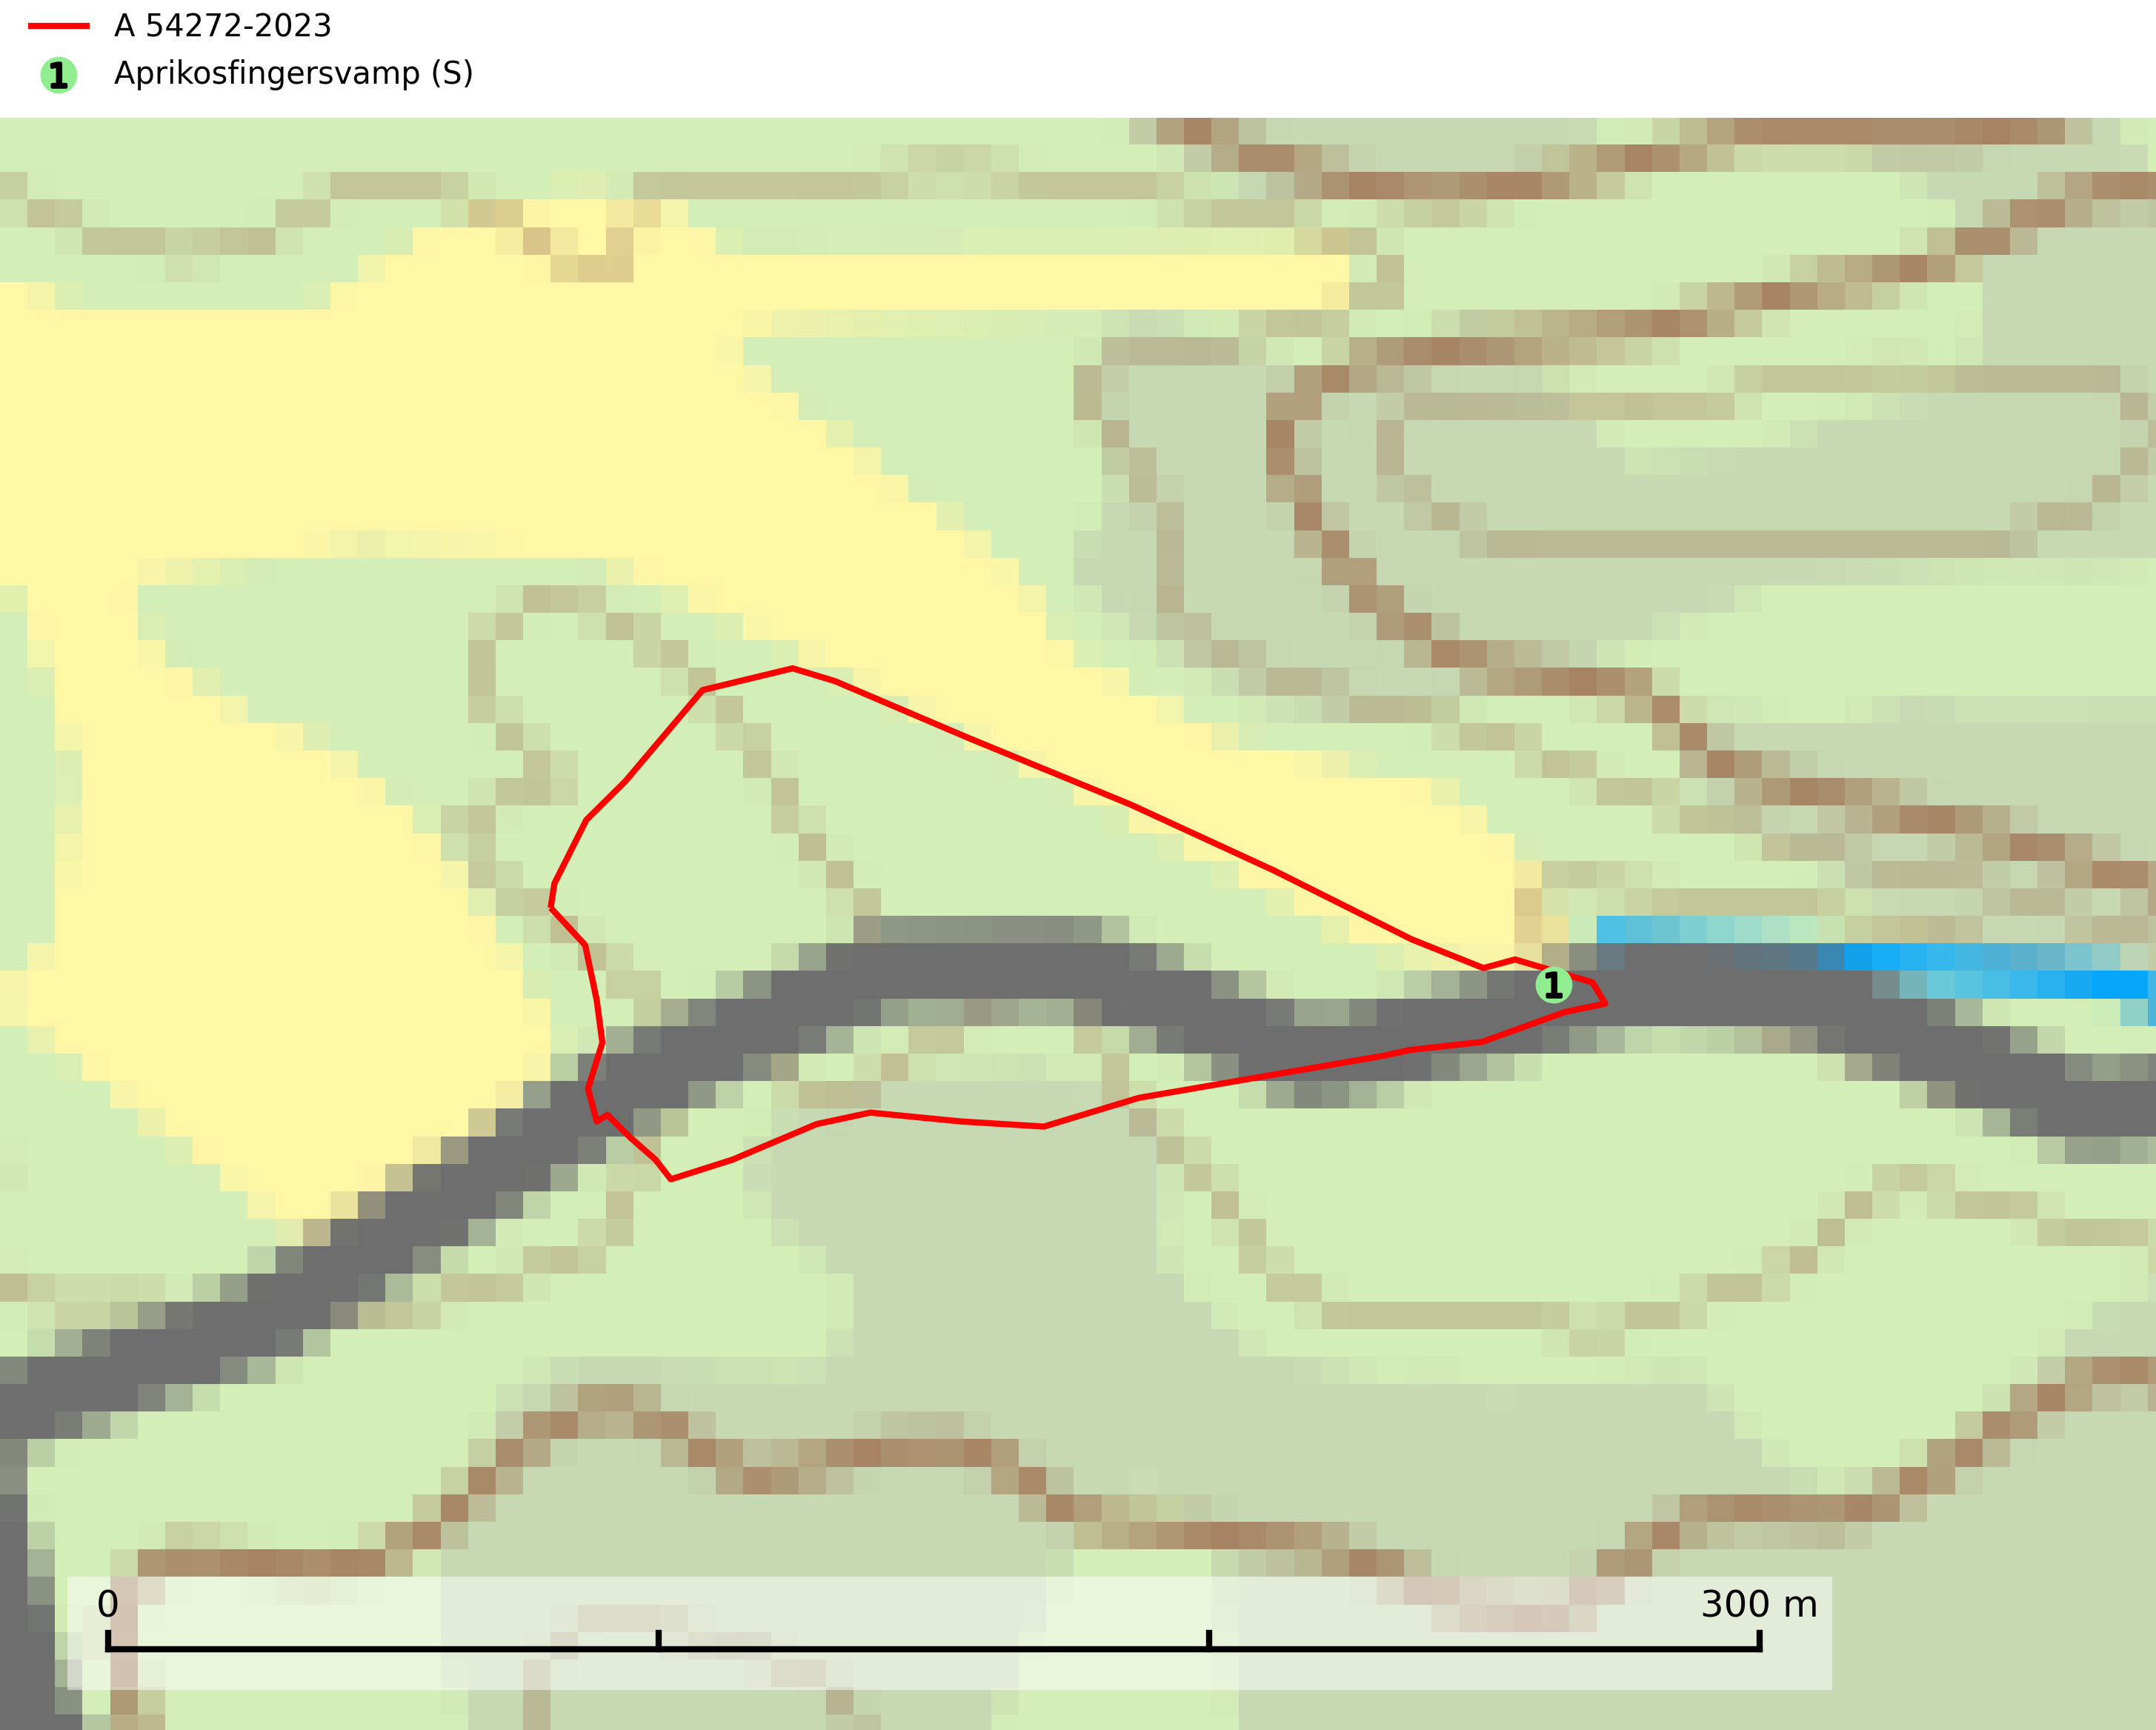 A 54272-2023
1 Aprikosfingersvamp (S)
1
0 300 m